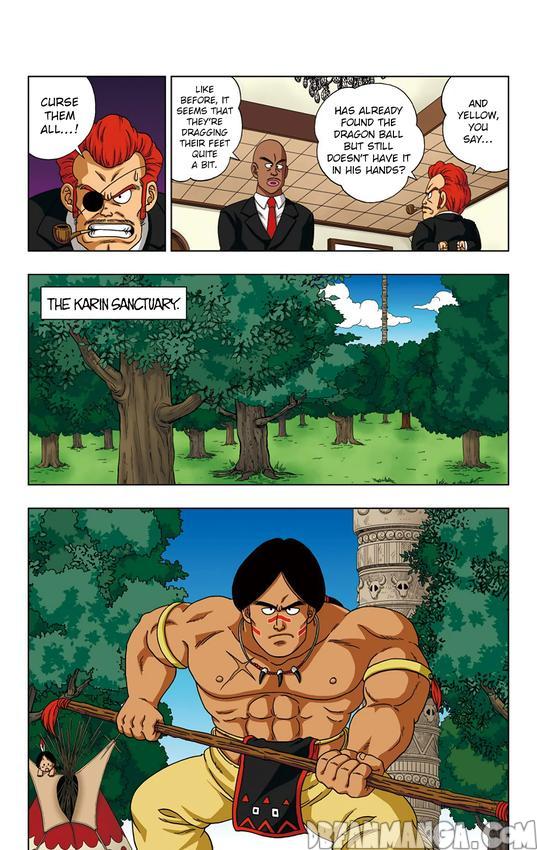 AND
YELLOW,
YOU
SAY...
HAS ALREADY
FOUND THE
DRAGON BALL
BUT STILL
DOESN'T HAVE IT
IN HIS HANDS?
LIKE
BEFORE, IT
SEEMS THAT
THEY'RE
DRAGGING
THEIR FEET
QUITE
A BIT.
CURSE
THEM
ALL...!
THE KARIN SANCTUARY.
DBFANMANGA.COM